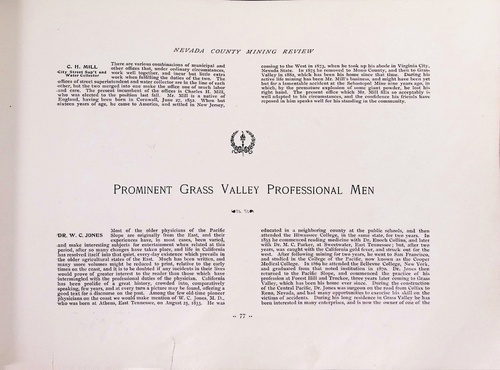 NEVADA COUNTY MINING REVIEW
C. H. MILL
City Street Sup't and
Water Collector
There are various combinations of municipal and
other offices that, under ordinary circumstances,
work well together, and incur but little extra
work when fulfilling the duties of the two. The
offices of street superintendent and water collector are in the line of each
other, but the two merged into one make the office one of much labor
and care. The present incumbent of the offices is Charles H. Mill,
who was elected to the position last fall. Mr. Mill is a native of
England, having been born in Cornwall, June 27, 1852. When but
sixteen years of age, he came to America, and settled in New Jersey,
coming to the West in 1873, when he took up his abode in Virginia City,
Nevada State. In 1875 he removed to Mono County, and then to Grass
Valley in 1880, which has been his home since that time. During his
active life mining has been Mr. Mill's business, and might have been yet
but for a lamentable accident at the Sebastopol Mine some years ago, in
which, by the premature explosion of some giant powder, he lost his
right hand. The present office which Mr. Mill fills so acceptably is
well adapted to his circumstances, and the confidence his friends have
reposed in him speaks well for his standing in the community.
PROMINENT GRASS VALLEY PROFESSIONAL MEN
DR. W. C. JONES
Most of the older physicians of the Pacific
Slope are originally from the East, and their
experiences have, in most cases, been varied,
and make interesting subjects for entertainment when related at this
period, after so many changes have taken place, and life in California
has resolved itself into that quiet, every-day existence which prevails in
the older agricultural states of the East. Much has been written, and
many more volumes could be reduced to print, relative to the early
times on the coast, and it is to be doubted if any incidents in their lives
would prove of greater interest to the reader than those which have
intermingled with the professional duties of the physician. California
has been prolific of a great history, crowded into, comparatively
speaking, few years, and at every turn a picture may be found, offering a
good text for a discourse on the past. Among the few old-time pioneer
physicians on the coast we would make mention of W. C. Jones, M. D.,
who was born at Athens, East Tennessee, on August 15, 1833. He was
educated in a neighboring county at the public schools, and then
attended the Hiwassee College, in the same state, for two years. In
1851 he commenced reading medicine with Dr. Enoch Collins, and later
with Dr. M. C. Parker, at Sweetwater, East Tennessee; but, after two
years, was caught with the California gold fever, and struck out for the
west. After following mining for two years, he went to San Francisco,
and studied in the College of the Pacific, now known as the Cooper
Medical College. In 1869 he attended the Bellevue College, New York,
and graduated from that noted institution in 1870. Dr. Jones then
returned to the Pacific Slope, and commenced the practice of his
profession at Forest Hill and Truckee, three years later coming to Grass
Valley, which has been his home ever since. During the construction
of the Central Pacific, Dr. Jones was surgeon on the road from Colfax to
Reno, Nevada, and had many opportunities to exercise his skill on the
victims of accidents. During his long residence in Grass Valley he has
been interested in many enterprises, and is now the owner of one of the
77